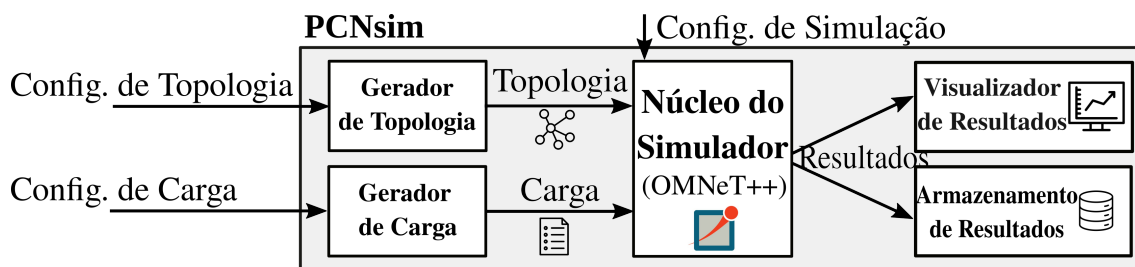 PCNsim
Config. de Simulação
Config. de Topologia
Gerador
de Topologia
Topologia
Núcleo do
Simulador
(OMNeT++)
Visualizador
de Resultados
Resultados
Config. de Carga
Gerador
de Carga
Carga
Armazenamento
de Resultados